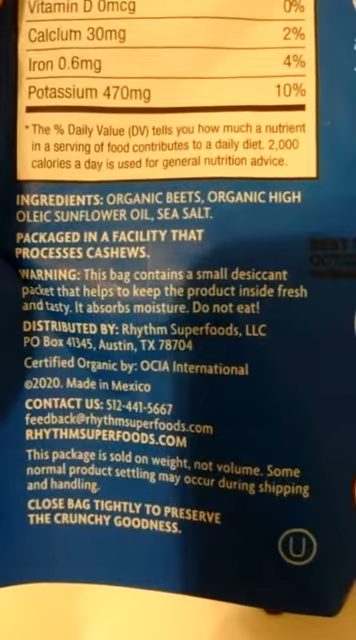 Vitamin D 0mcg 0%
Calcium 30mg 2%
Iron 0.6mg 4%
Potassium 470mg 10%
* The % Daily Value (DV) tells you how much a nutrient
in a serving of food contributes to a daily diet. 2,000
calories a day is used for general nutrition advice.
INGREDIENTS: ORGANIC BEETS, ORGANIC HIGH
OLEIC SUNFLOWER OIL, SEA SALT.
PACKAGED IN A FACILITY THAT
PROCESSES CASHEWS.
WARNING: This bag contains a small desiccant
packet that helps to keep the product inside fresh
and tasty. It absorbs moisture. Do not eat!
DISTRIBUTED BY: Rhythm Superfoods, LLC
PO Box 41345, Austin, TX 78704
Certified Organic by: OCIA International
©2020. Made in Mexico
CONTACT US: 512-441-5667
feedback@rhythmsuperfoods.com
RHYTHMSUPERFOODS.COM
This package is sold on weight, not volume. Some
normal product settling may occur during shipping
and handling.
CLOSE BAG TIGHTLY TO PRESERVE
THE CRUNCHY GOODNESS.
U
BEST